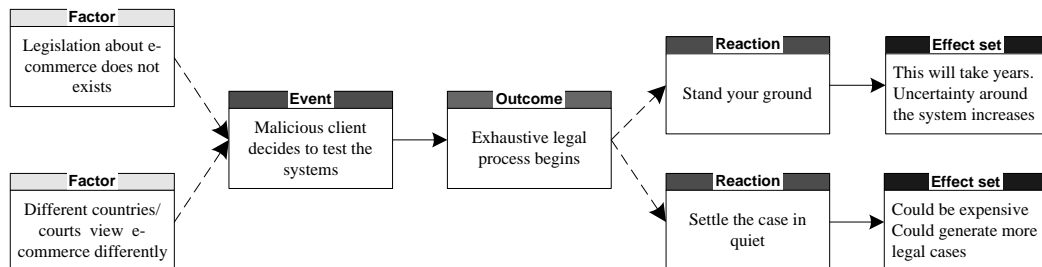 Factor
Legislation about e-
commerce does not
exists
Factor
Different countries/
courts view e-
commerce differently
Event
Malicious client
decides to test the
systems
Outcome
Exhaustive legal
process begins
Reaction
Stand your ground
Effect set
This will take years.
Uncertainty around
the system increases
Reaction
Settle the case in
quiet
Effect set
Could be expensive
Could generate more
legal cases